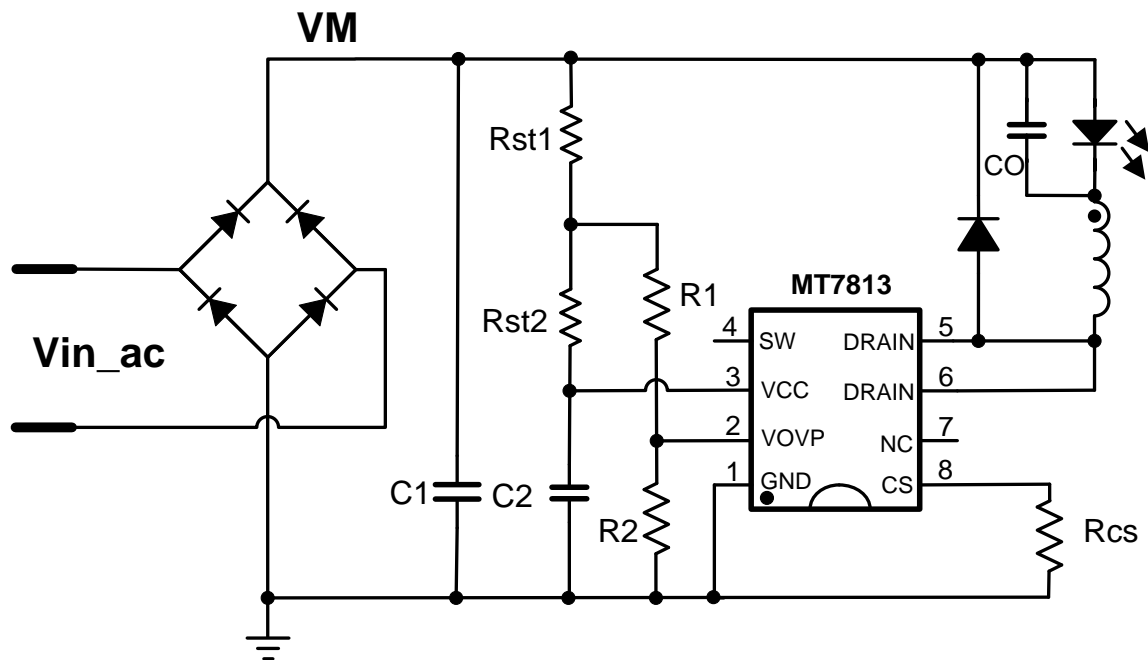 VM
Rst1
CO
R1
MT7813
Rst2
4
SW
DRAIN
5
Vin_ac
3
VCC
DRAIN
6
2
VOVP
NC
7
1
GND
CS
8
C1
C2
R2
Rcs